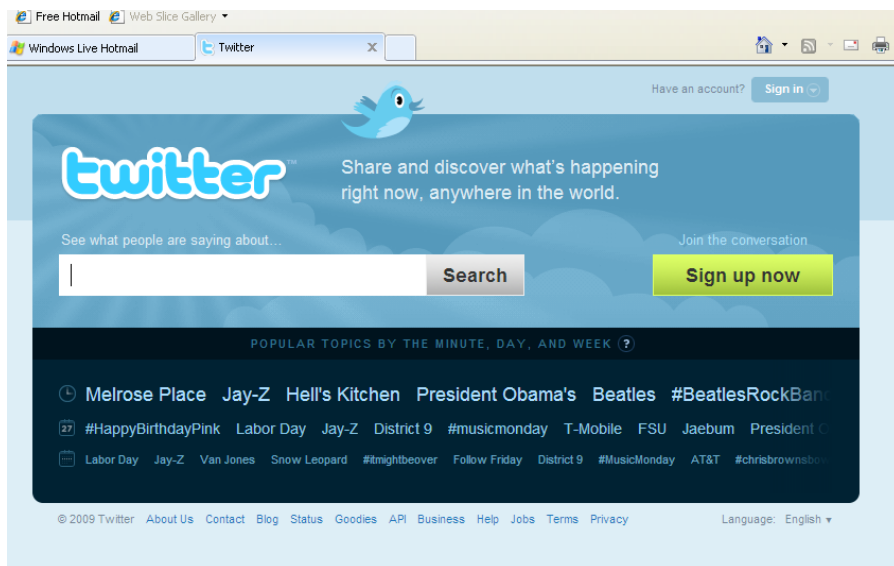 Free Hotmail Web Slice Gallery
Windows Live Hotmail Twitter X
Have an account? Sign in
twitter™
Share and discover what's happening
right now, anywhere in the world.
See what people are saying about...
Join the conversation
Search
Sign up now
POPULAR TOPICS BY THE MINUTE, DAY, AND WEEK ?
Melrose Place Jay-Z Hell's Kitchen President Obama's Beatles #BeatlesRockBand
27 #HappyBirthdayPink Labor Day Jay-Z District 9 #musicmonday T-Mobile FSU Jaebum President O
Labor Day Jay-Z Van Jones Snow Leopard #itmightbeover Follow Friday District 9 #MusicMonday AT&T
© 2009 Twitter About Us Contact Blog Status Goodies API Business Help Jobs Terms Privacy Language: English